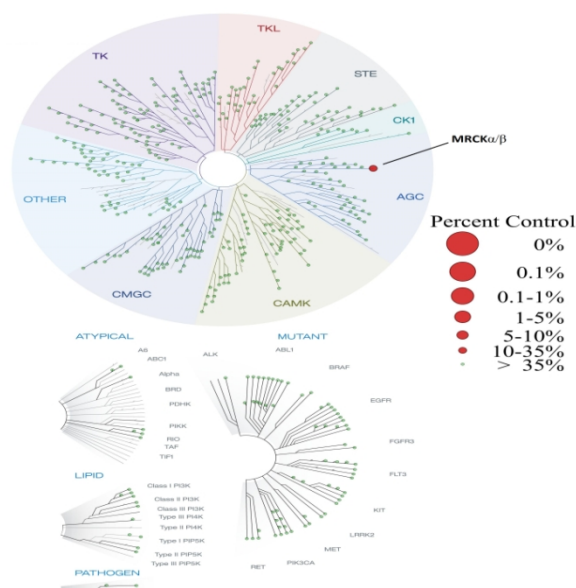 TKL
TK
STE
CK1
MRCKα/β
OTHER
AGC
CMGC
CAMK
Percent Control
0%
0.1%
0.1-1%
1-5%
5-10%
10-35%
> 35%
ATYPICAL
A6
ABC1
Alpha
BRD
PDHK
PIKK
RIO
TAF
TIF1
LIPID
Class I PI3K
Class II PI3K
Class III PI3K
Type III PI4K
Type II PI4K
Type I PIP5K
Type II PIP5K
Type III PIP5K
PATHOGEN
MUTANT
ALK
ABL1
BRAF
EGFR
FGFR3
FLT3
KIT
LRRK2
MET
PIK3CA
RET